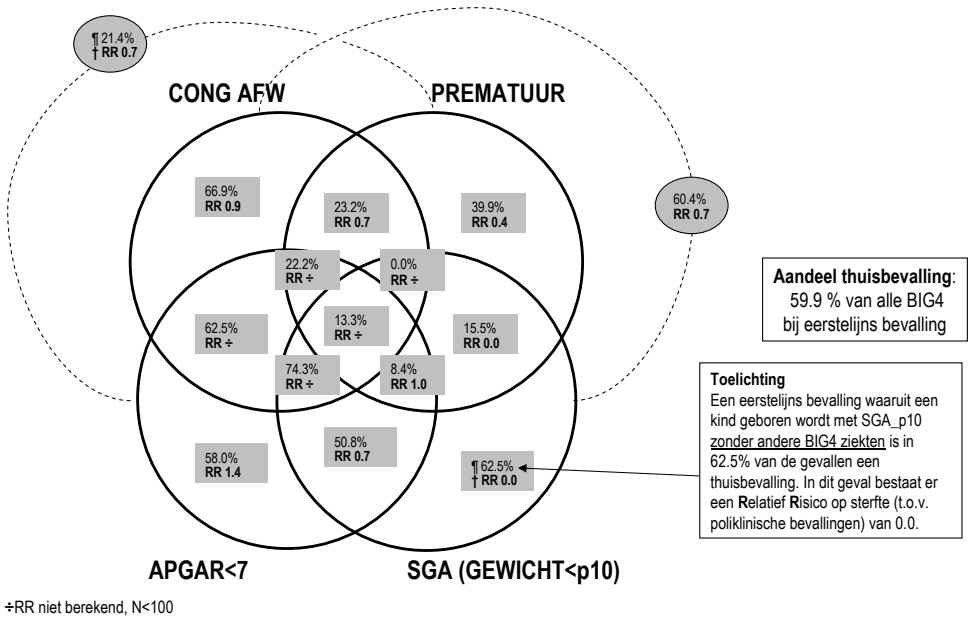 ¶ 21.4%
† RR 0.7
CONG AFW
PREMATUUR
66.9%
RR 0.9
23.2%
RR 0.7
39.9%
RR 0.4
60.4%
RR 0.7
22.2%
RR ÷
0.0%
RR ÷
62.5%
RR ÷
13.3%
RR ÷
15.5%
RR 0.0
74.3%
RR ÷
8.4%
RR 1.0
58.0%
RR 1.4
50.8%
RR 0.7
¶ 62.5%
† RR 0.0
APGAR<7
SGA (GEWICHT<p10)
Aandeel thuisbevalling:
59.9 % van alle BIG4
bij eerstelijns bevalling
Toelichting
Een eerstelijns bevalling waaruit een
kind geboren wordt met SGA_p10
zonder andere BIG4 ziekten is in
62.5% van de gevallen een
thuisbevalling. In dit geval bestaat er
een Relatief Risico op sterfte (t.o.v.
poliklinische bevallingen) van 0.0.
÷RR niet berekend, N<100